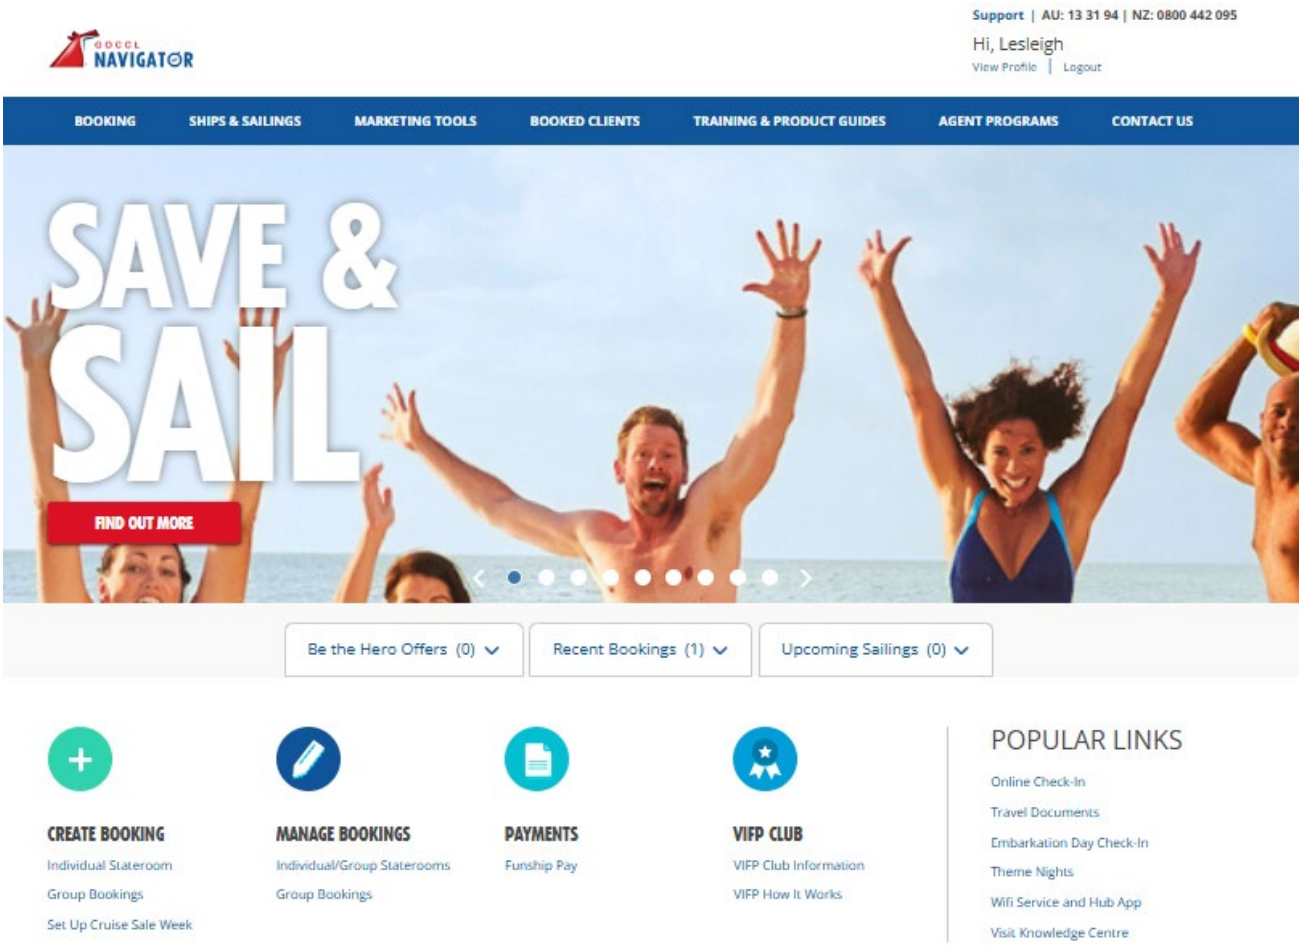 Support | AU: 13 31 94 | NZ: 0800 442 095
GOCCL
NAVIGATOR
Hi, Lesleigh
View Profile | Logout
BOOKING SHIPS & SAILINGS MARKETING TOOLS BOOKED CLIENTS TRAINING & PRODUCT GUIDES AGENT PROGRAMS CONTACT US
SAVE &
SAIL
FIND OUT MORE
Be the Hero Offers (0) Recent Bookings (1) Upcoming Sailings (0)
CREATE BOOKING
Individual Stateroom
Group Bookings
Set Up Cruise Sale Week
MANAGE BOOKINGS
Individual/Group Staterooms
Group Bookings
PAYMENTS
Funship Pay
VIFP CLUB
VIFP Club Information
VIFP How It Works
POPULAR LINKS
Online Check-In
Travel Documents
Embarkation Day Check-In
Theme Nights
Wifi Service and Hub App
Visit Knowledge Centre